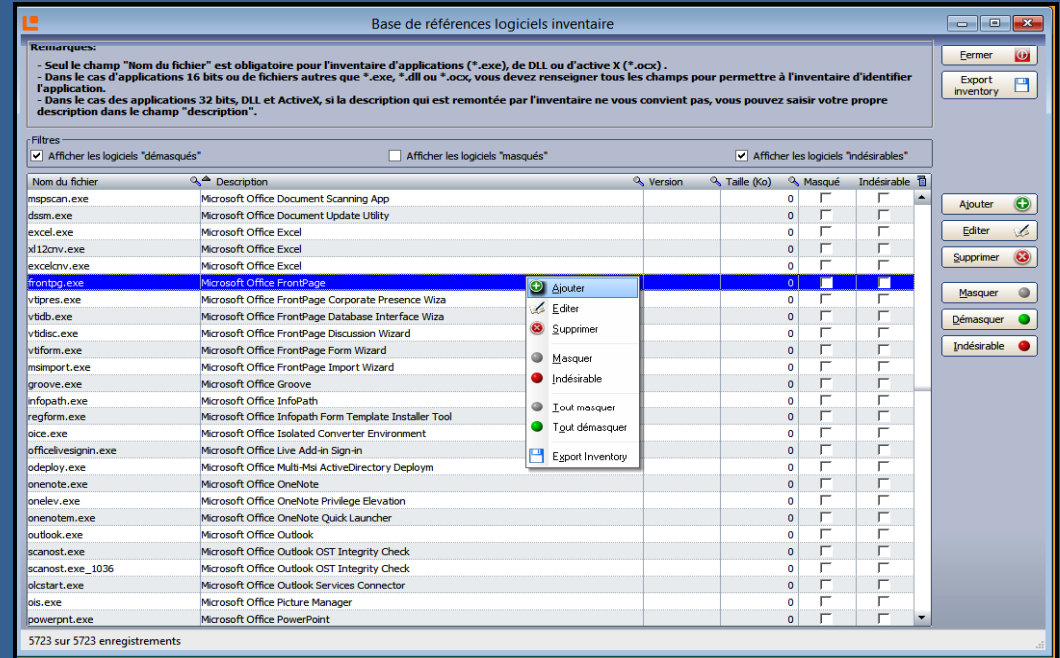 Base de références logiciels inventaire
Remarques:
- Seul le champ "Nom du fichier" est obligatoire pour l'inventaire d'applications (*.exe), de DLL ou d'active X (*.ocx) .
- Dans le cas d'applications 16 bits ou de fichiers autres que *.exe, *.dll ou *.ocx, vous devez renseigner tous les champs pour permettre à l'inventaire d'identifier
l'application.
- Dans le cas des applications 32 bits, DLL et ActiveX, si la description qui est remontée par l'inventaire ne vous convient pas, vous pouvez saisir votre propre
description dans le champ "description".
Fermer
Export
inventory
Filtres
Afficher les logiciels "démasqués" Afficher les logiciels "masqués" Afficher les logiciels "indésirables"
Nom du fichier Description Version Taille (Ko) Masqué Indésirable
mspscan.exe Microsoft Office Document Scanning App 0
dssm.exe Microsoft Office Document Update Utility 0
excel.exe Microsoft Office Excel 0
xl12cnv.exe Microsoft Office Excel 0
excelcnv.exe Microsoft Office Excel 0
frontpg.exe Microsoft Office FrontPage 0
vtipres.exe Microsoft Office FrontPage Corporate Presence Wiza 0
vtidb.exe Microsoft Office FrontPage Database Interface Wiza 0
vtidisc.exe Microsoft Office FrontPage Discussion Wizard 0
vtiform.exe Microsoft Office FrontPage Form Wizard 0
msimport.exe Microsoft Office FrontPage Import Wizard 0
groove.exe Microsoft Office Groove 0
infopath.exe Microsoft Office InfoPath 0
regform.exe Microsoft Office Infopath Form Template Installer Tool 0
oice.exe Microsoft Office Isolated Converter Environment 0
officelivesignin.exe Microsoft Office Live Add-in Sign-in 0
odeploy.exe Microsoft Office Multi-Msi ActiveDirectory Deploym 0
onenote.exe Microsoft Office OneNote 0
onelev.exe Microsoft Office OneNote Privilege Elevation 0
onenotem.exe Microsoft Office OneNote Quick Launcher 0
outlook.exe Microsoft Office Outlook 0
scanost.exe Microsoft Office Outlook OST Integrity Check 0
scanost.exe_1036 Microsoft Office Outlook OST Integrity Check 0
olcstart.exe Microsoft Office Outlook Services Connector 0
ois.exe Microsoft Office Picture Manager 0
powerpnt.exe Microsoft Office PowerPoint 0
Ajouter
Editer
Supprimer
Masquer
Indésirable
Tout masquer
Tout démasquer
Export Inventory
Ajouter
Editer
Supprimer
Masquer
Démasquer
Indésirable
5723 sur 5723 enregistrements